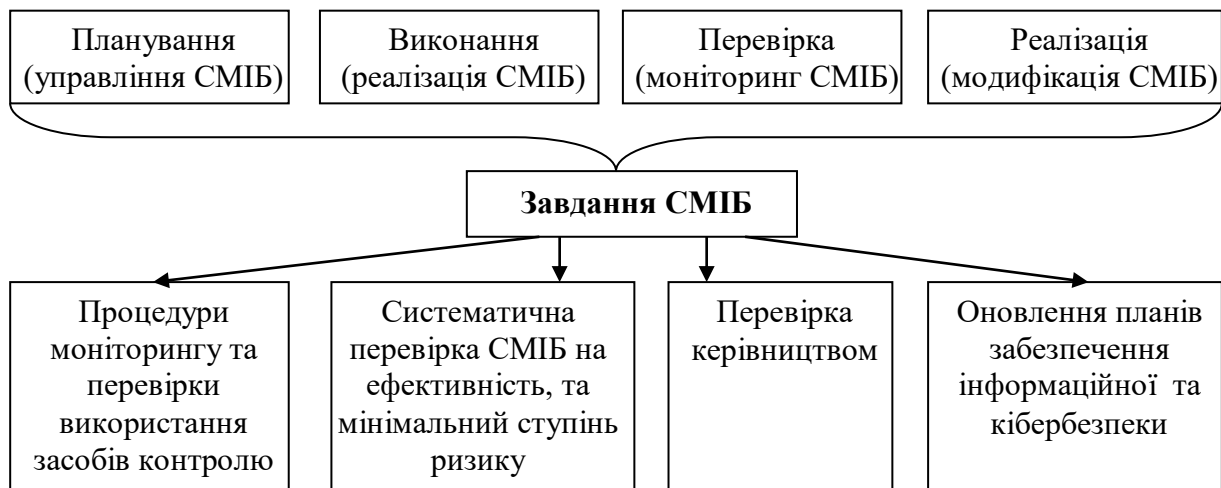 Планування
(управління СМІБ)
Виконання
(реалізація СМІБ)
Перевірка
(моніторинг СМІБ)
Реалізація
(модифікація СМІБ)
Завдання СМІБ
Процедури
моніторингу та
перевірки
використання
засобів контролю
Систематична
перевірка СМІБ на
ефективність, та
мінімальний ступінь
ризику
Перевірка
керівництвом
Оновлення планів
забезпечення
інформаційної та
кібербезпеки